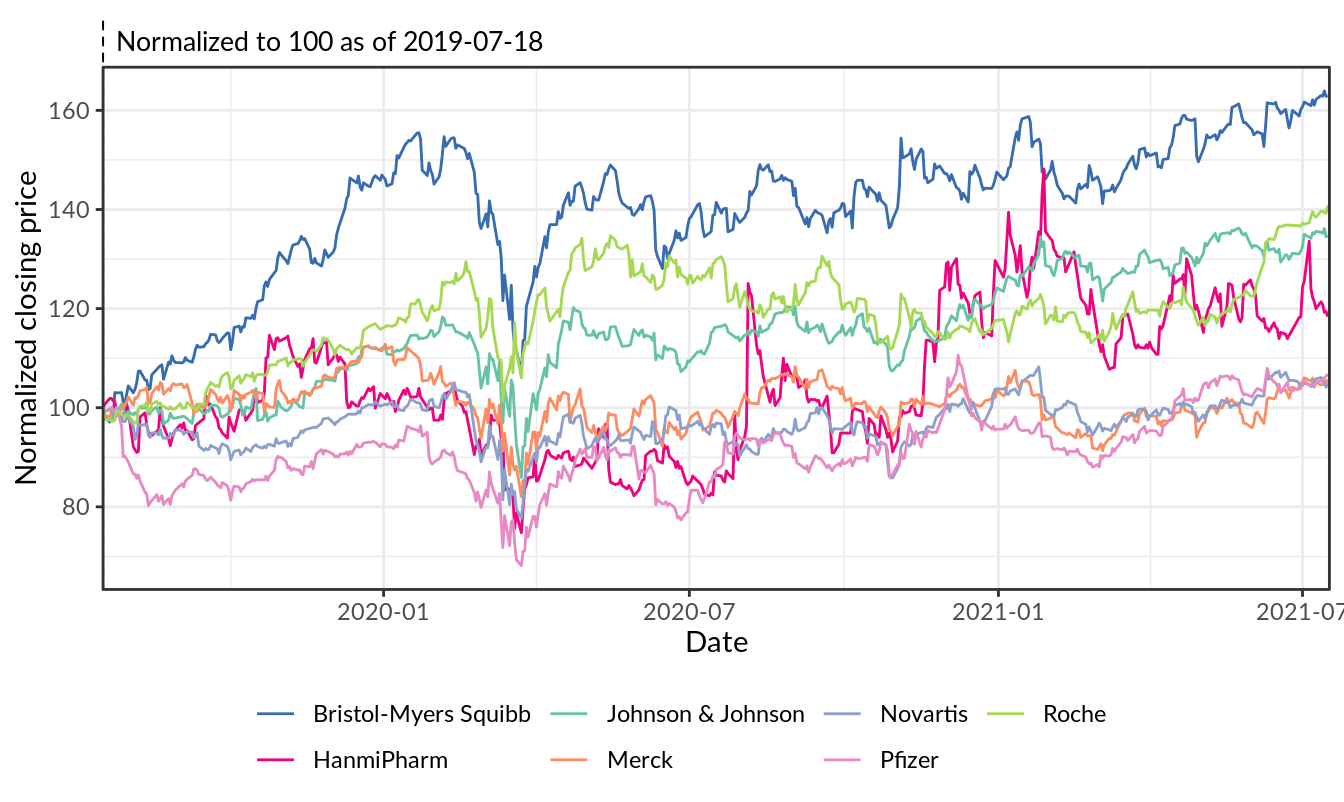 Normalized to 100 as of 2019-07-18
Normalized closing price
160
140
120
100
80
2020-01
2020-07
2021-01
2021-07
Date
Bristol-Myers Squibb
Johnson & Johnson
Novartis
Roche
HanmiPharm
Merck
Pfizer